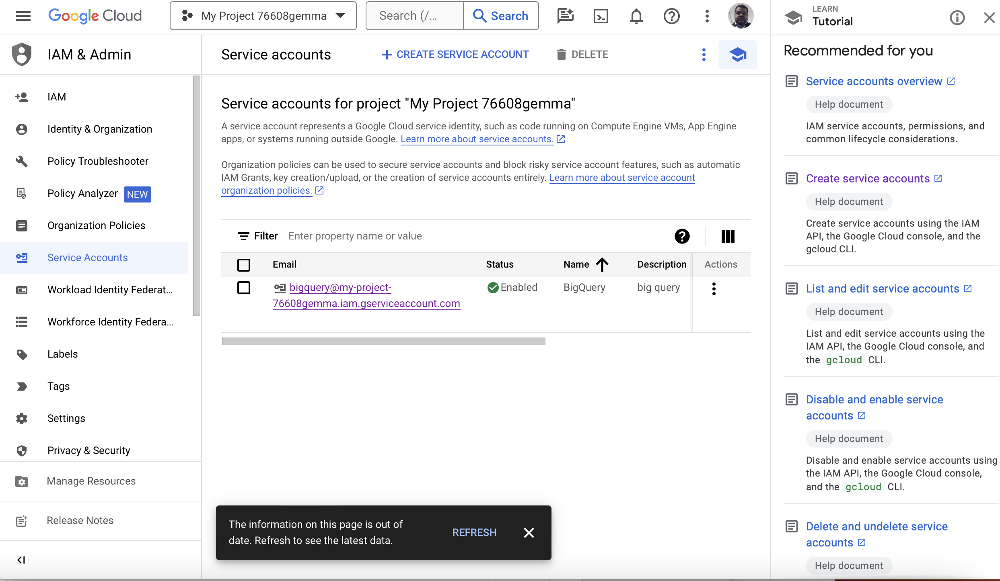 Google Cloud
My Project 76608gemma
Search (/...
Search
LEARN
Tutorial
IAM & Admin
IAM
Identity & Organization
Policy Troubleshooter
Policy Analyzer NEW
Organization Policies
Service Accounts
Workload Identity Federat...
Workforce Identity Federa...
Labels
Tags
Settings
Privacy & Security
Manage Resources
Release Notes
Service accounts
CREATE SERVICE ACCOUNT
DELETE
Service accounts for project "My Project 76608gemma"
A service account represents a Google Cloud service identity, such as code running on Compute Engine VMs, App Engine
apps, or systems running outside Google. Learn more about service accounts.
Organization policies can be used to secure service accounts and block risky service account features, such as automatic
IAM Grants, key creation/upload, or the creation of service accounts entirely. Learn more about service account
organization policies.
Filter Enter property name or value
Email Status Name Description Actions
bigquery@my-project- Enabled BigQuery big query
76608gemma.iam.gserviceaccount.com
The information on this page is out of
date. Refresh to see the latest data.
REFRESH
Recommended for you
Service accounts overview
Help document
IAM service accounts, permissions, and
common lifecycle considerations.
Create service accounts
Help document
Create service accounts using the IAM
API, the Google Cloud console, and the
gcloud CLI.
List and edit service accounts
Help document
List and edit service accounts using the
IAM API, the Google Cloud console, and
the gcloud CLI.
Disable and enable service
accounts
Help document
Disable and enable service accounts using
the IAM API, the Google Cloud console,
and the gcloud CLI.
Delete and undelete service
accounts
Help document